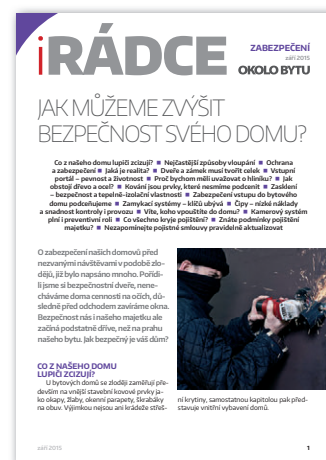 iRÁDCE
ZABEZPEČENÍ
září 2015
OKOLO BYTU
JAK MŮŽEME ZVÝŠIT
BEZPEČNOST SVÉHO DOMU?
Co z našeho domu lupiči zcizují? ■ Nejčastější způsoby vloupání ■ Ochrana
a zabezpečení ■ Jaká je realita? ■ Dveře a zámek musí tvořit celek ■ Vstupní
portál – pevnost a životnost ■ Proč bychom měli uvažovat o hliníku? ■ Jak
obstojí dřevo a ocel? ■ Kování jsou prvky, které nesmíme podcenit ■ Zasklení
– bezpečnost a tepelně-izolační vlastnosti ■ Zabezpečení vstupu do bytového
domu podceňujeme ■ Zamykací systémy – klíčů ubývá ■ Čipy – nízké náklady
a snadnost kontroly i provozu ■ Víte, koho vpouštíte do domu? ■ Kamerový systém
plní i preventivní roli ■ Co všechno kryje pojištění? ■ Znáte podmínky pojištění
majetku? ■ Nezapomínejte pojistné smlouvy pravidelně aktualizovat
O zabezpečení našich domovů před
nezvanými návštěvami v podobě zlo-
dějů, již bylo napsáno mnoho. Pořídi-
li jsme si bezpečnostní dveře, nene-
cháváme doma cennosti na očích, dů-
sledně před odchodem zavíráme okna.
Bezpečnost nás i našeho majetku ale
začíná podstatně dříve, než na prahu
našeho bytu. Jak bezpečný je váš dům?
CO Z NAŠEHO DOMU
LUPIČI ZCIZUJÍ?
U bytových domů se zloději zaměřují pře-
devším na vnější stavební kovové prvky ja-
ko okapy, žlaby, okenní parapety, škrabáky
na obuv. Výjimkou nejsou ani krádeže střeš-
ní krytiny, samostatnou kapitolou pak před-
stavuje vnitřní vybavení domů.
září 2015
1